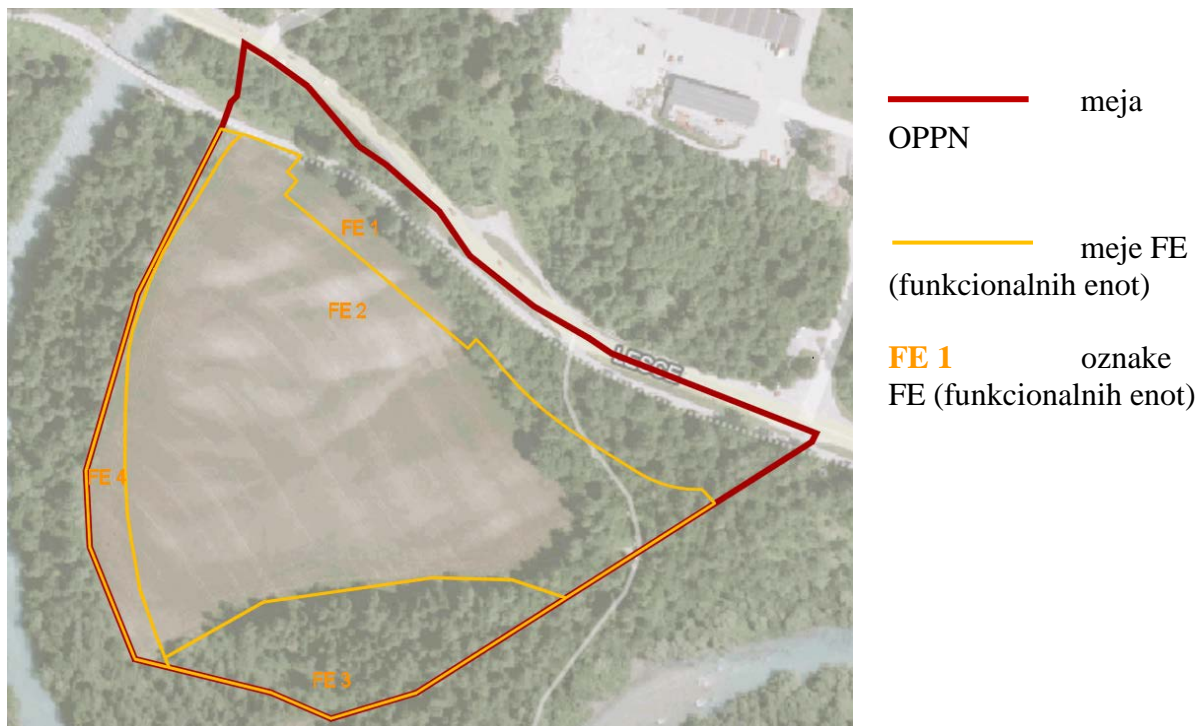 FE 1
FE 2
FE 4
FE 3
LESCE
meja
OPPN
meje FE
(funkcionalnih enot)
FE 1 oznake
FE (funkcionalnih enot)